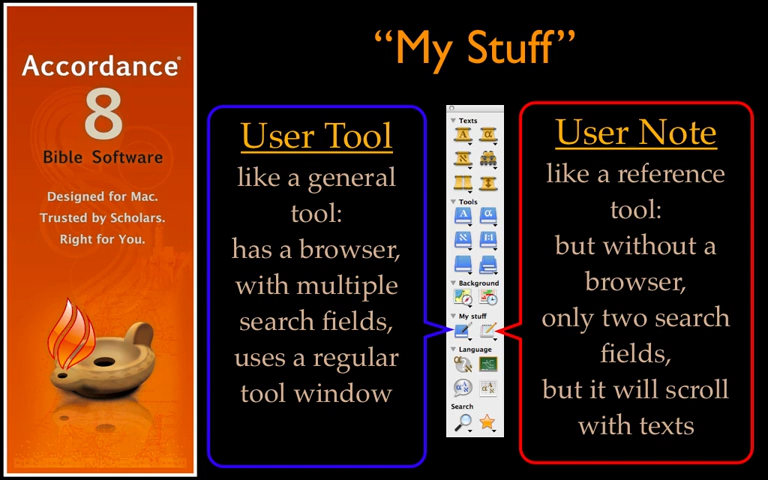 “My Stuff”
Accordance®
8
Bible Software
Designed for Mac.
Trusted by Scholars.
Right for You.
User Tool
like a general
tool:
has a browser,
with multiple
search fields,
uses a regular
tool window
Texts
A α
א
Tools
A α
א 1:1
Background
My stuff
Language
Search
User Note
like a reference
tool:
but without a
browser,
only two search
fields,
but it will scroll
with texts